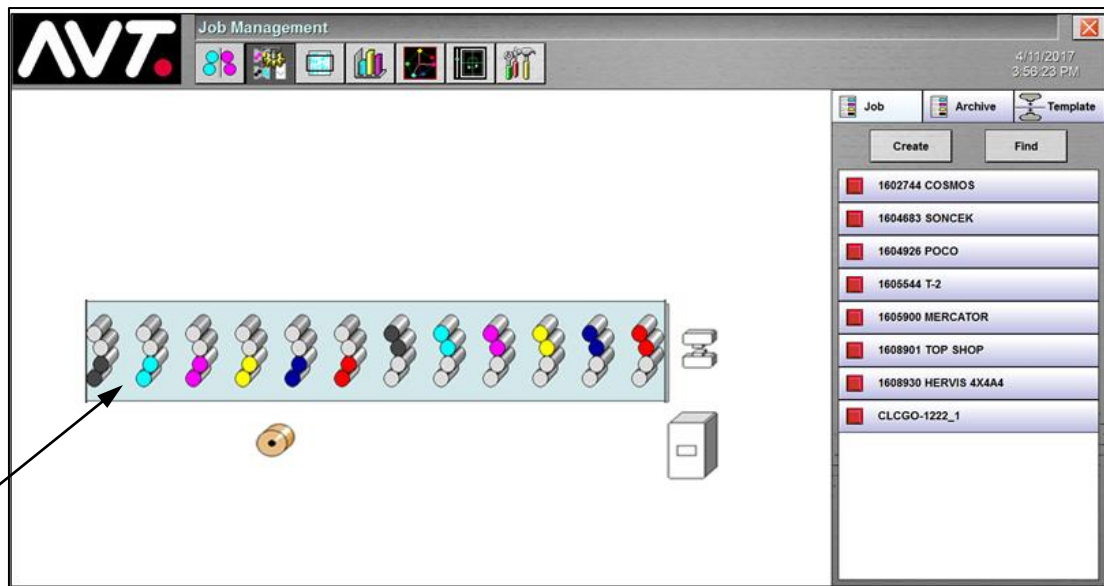 AVT.
Job Management
4/11/2017
3:56:23 PM
Job
Archive
Template
Create
Find
1602744 COSMOS
1604683 SONCEK
1604926 POCO
1605544 T-2
1605900 MERCATOR
1608901 TOP SHOP
1608930 HERVIS 4X4A4
CLCGO-1222_1